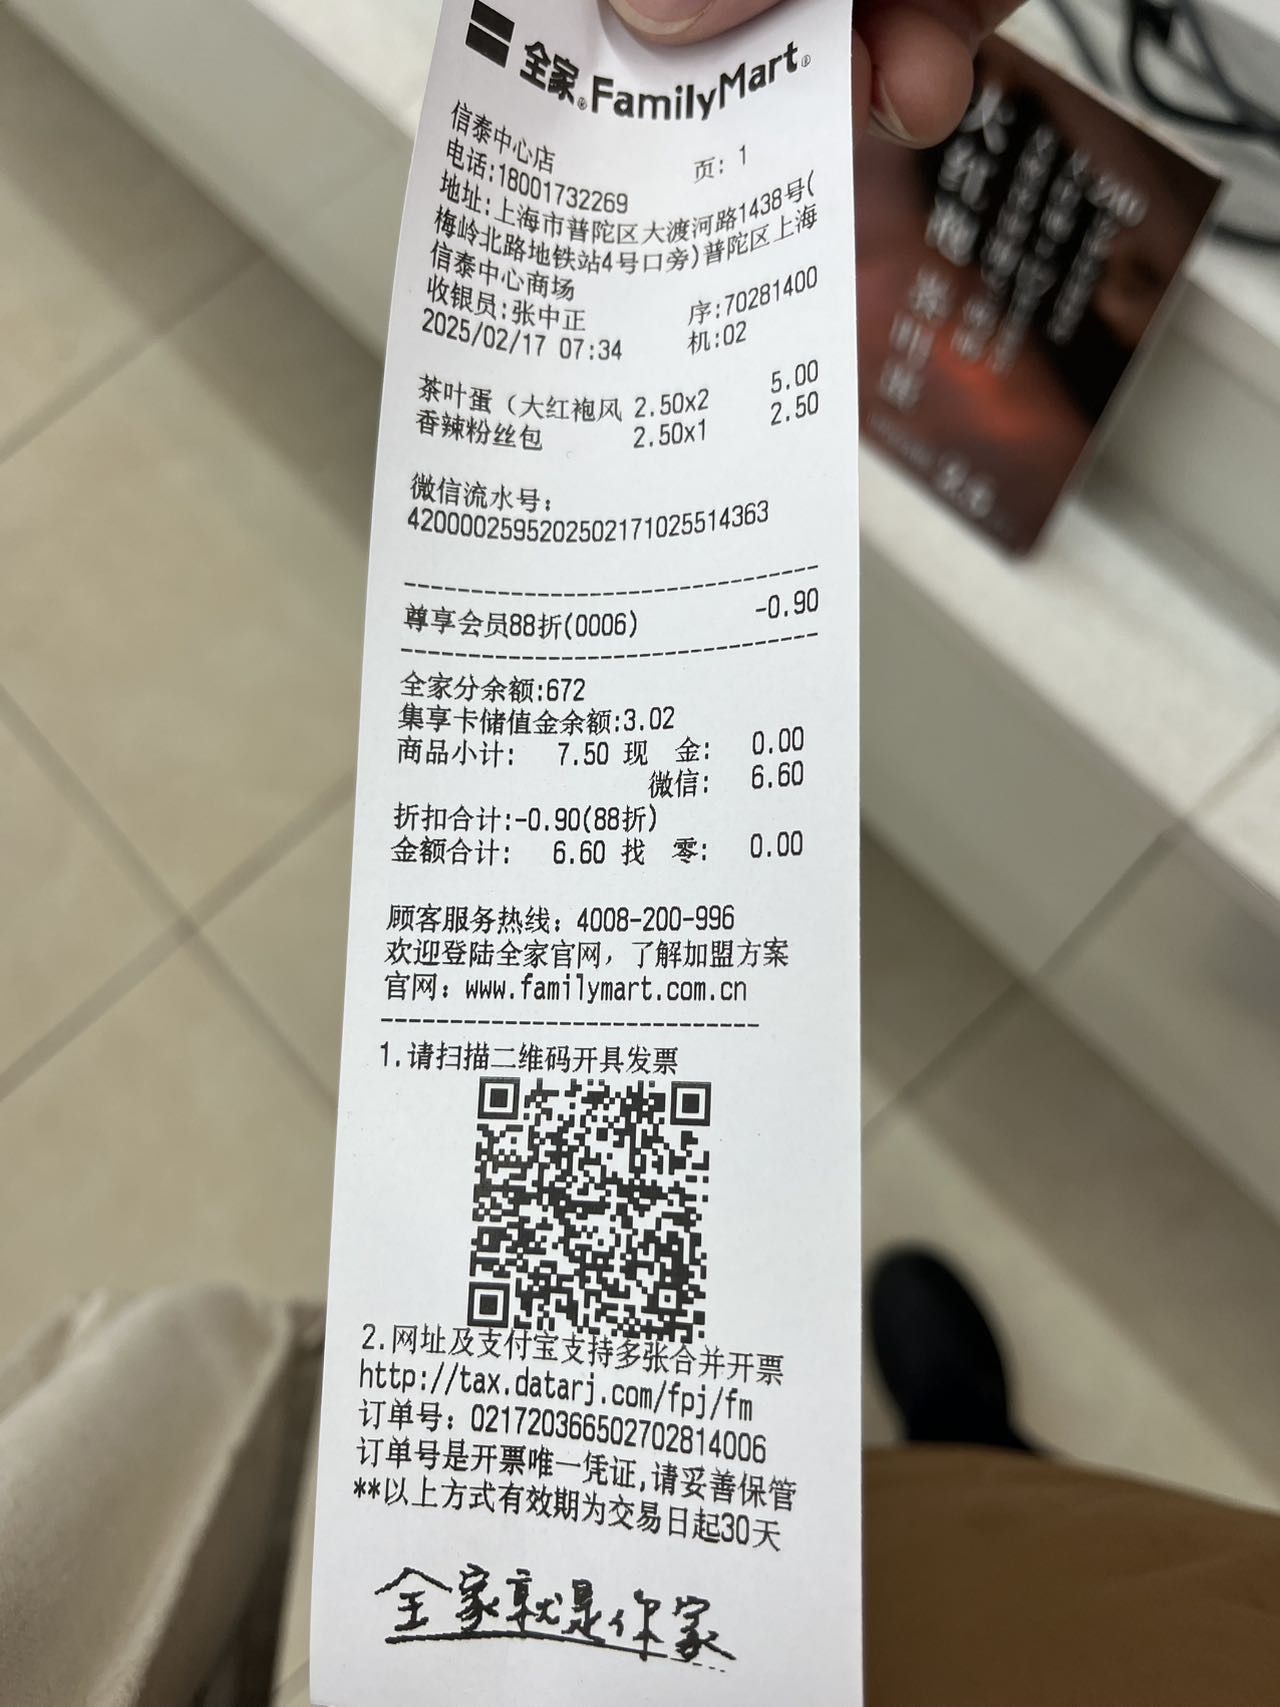 全家 FamilyMart
信泰中心店 页: 1
电话:18001732269
地址:上海市普陀区大渡河路1438号(
梅岭北路地铁站4号口旁)普陀区上海
信泰中心商场
收银员:张中正 序:70281400
2025/02/17 07:34 机:02
茶叶蛋（大红袍风 2.50x2 5.00
香辣粉丝包 2.50x1 2.50
微信流水号:
4200002595202502171025514363
尊享会员88折(0006) -0.90
全家分余额:672
集享卡储值金余额:3.02
商品小计: 7.50 现 金: 0.00
微信: 6.60
折扣合计:-0.90(88折)
金额合计: 6.60 找 零: 0.00
顾客服务热线: 4008-200-996
欢迎登陆全家官网，了解加盟方案
官网: www.familymart.com.cn
1.请扫描二维码开具发票
2.网址及支付宝支持多张合并开票
http://tax.datarj.com/fpj/fm
订单号: 021720366502702814006
订单号是开票唯一凭证,请妥善保管
**以上方式有效期为交易日起30天
全家就是你家
大红袍
茶叶蛋